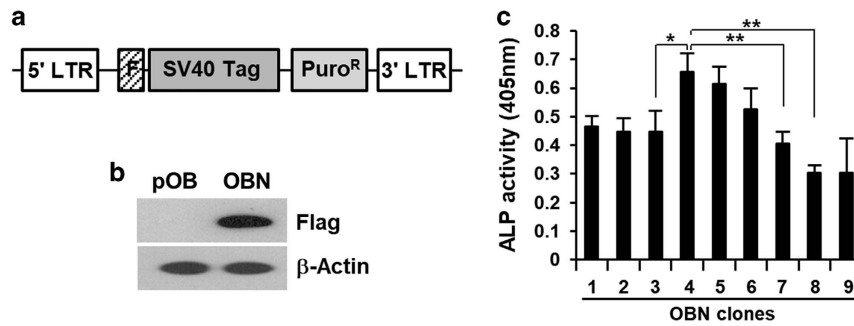 a
5' LTR F SV40 Tag Puro^R 3' LTR
b
pOB OBN
Flag
β-Actin
c
ALP activity (405nm)
0.8
0.7
0.6
0.5
0.4
0.3
0.2
0.1
0
* ** **
1 2 3 4 5 6 7 8 9
OBN clones